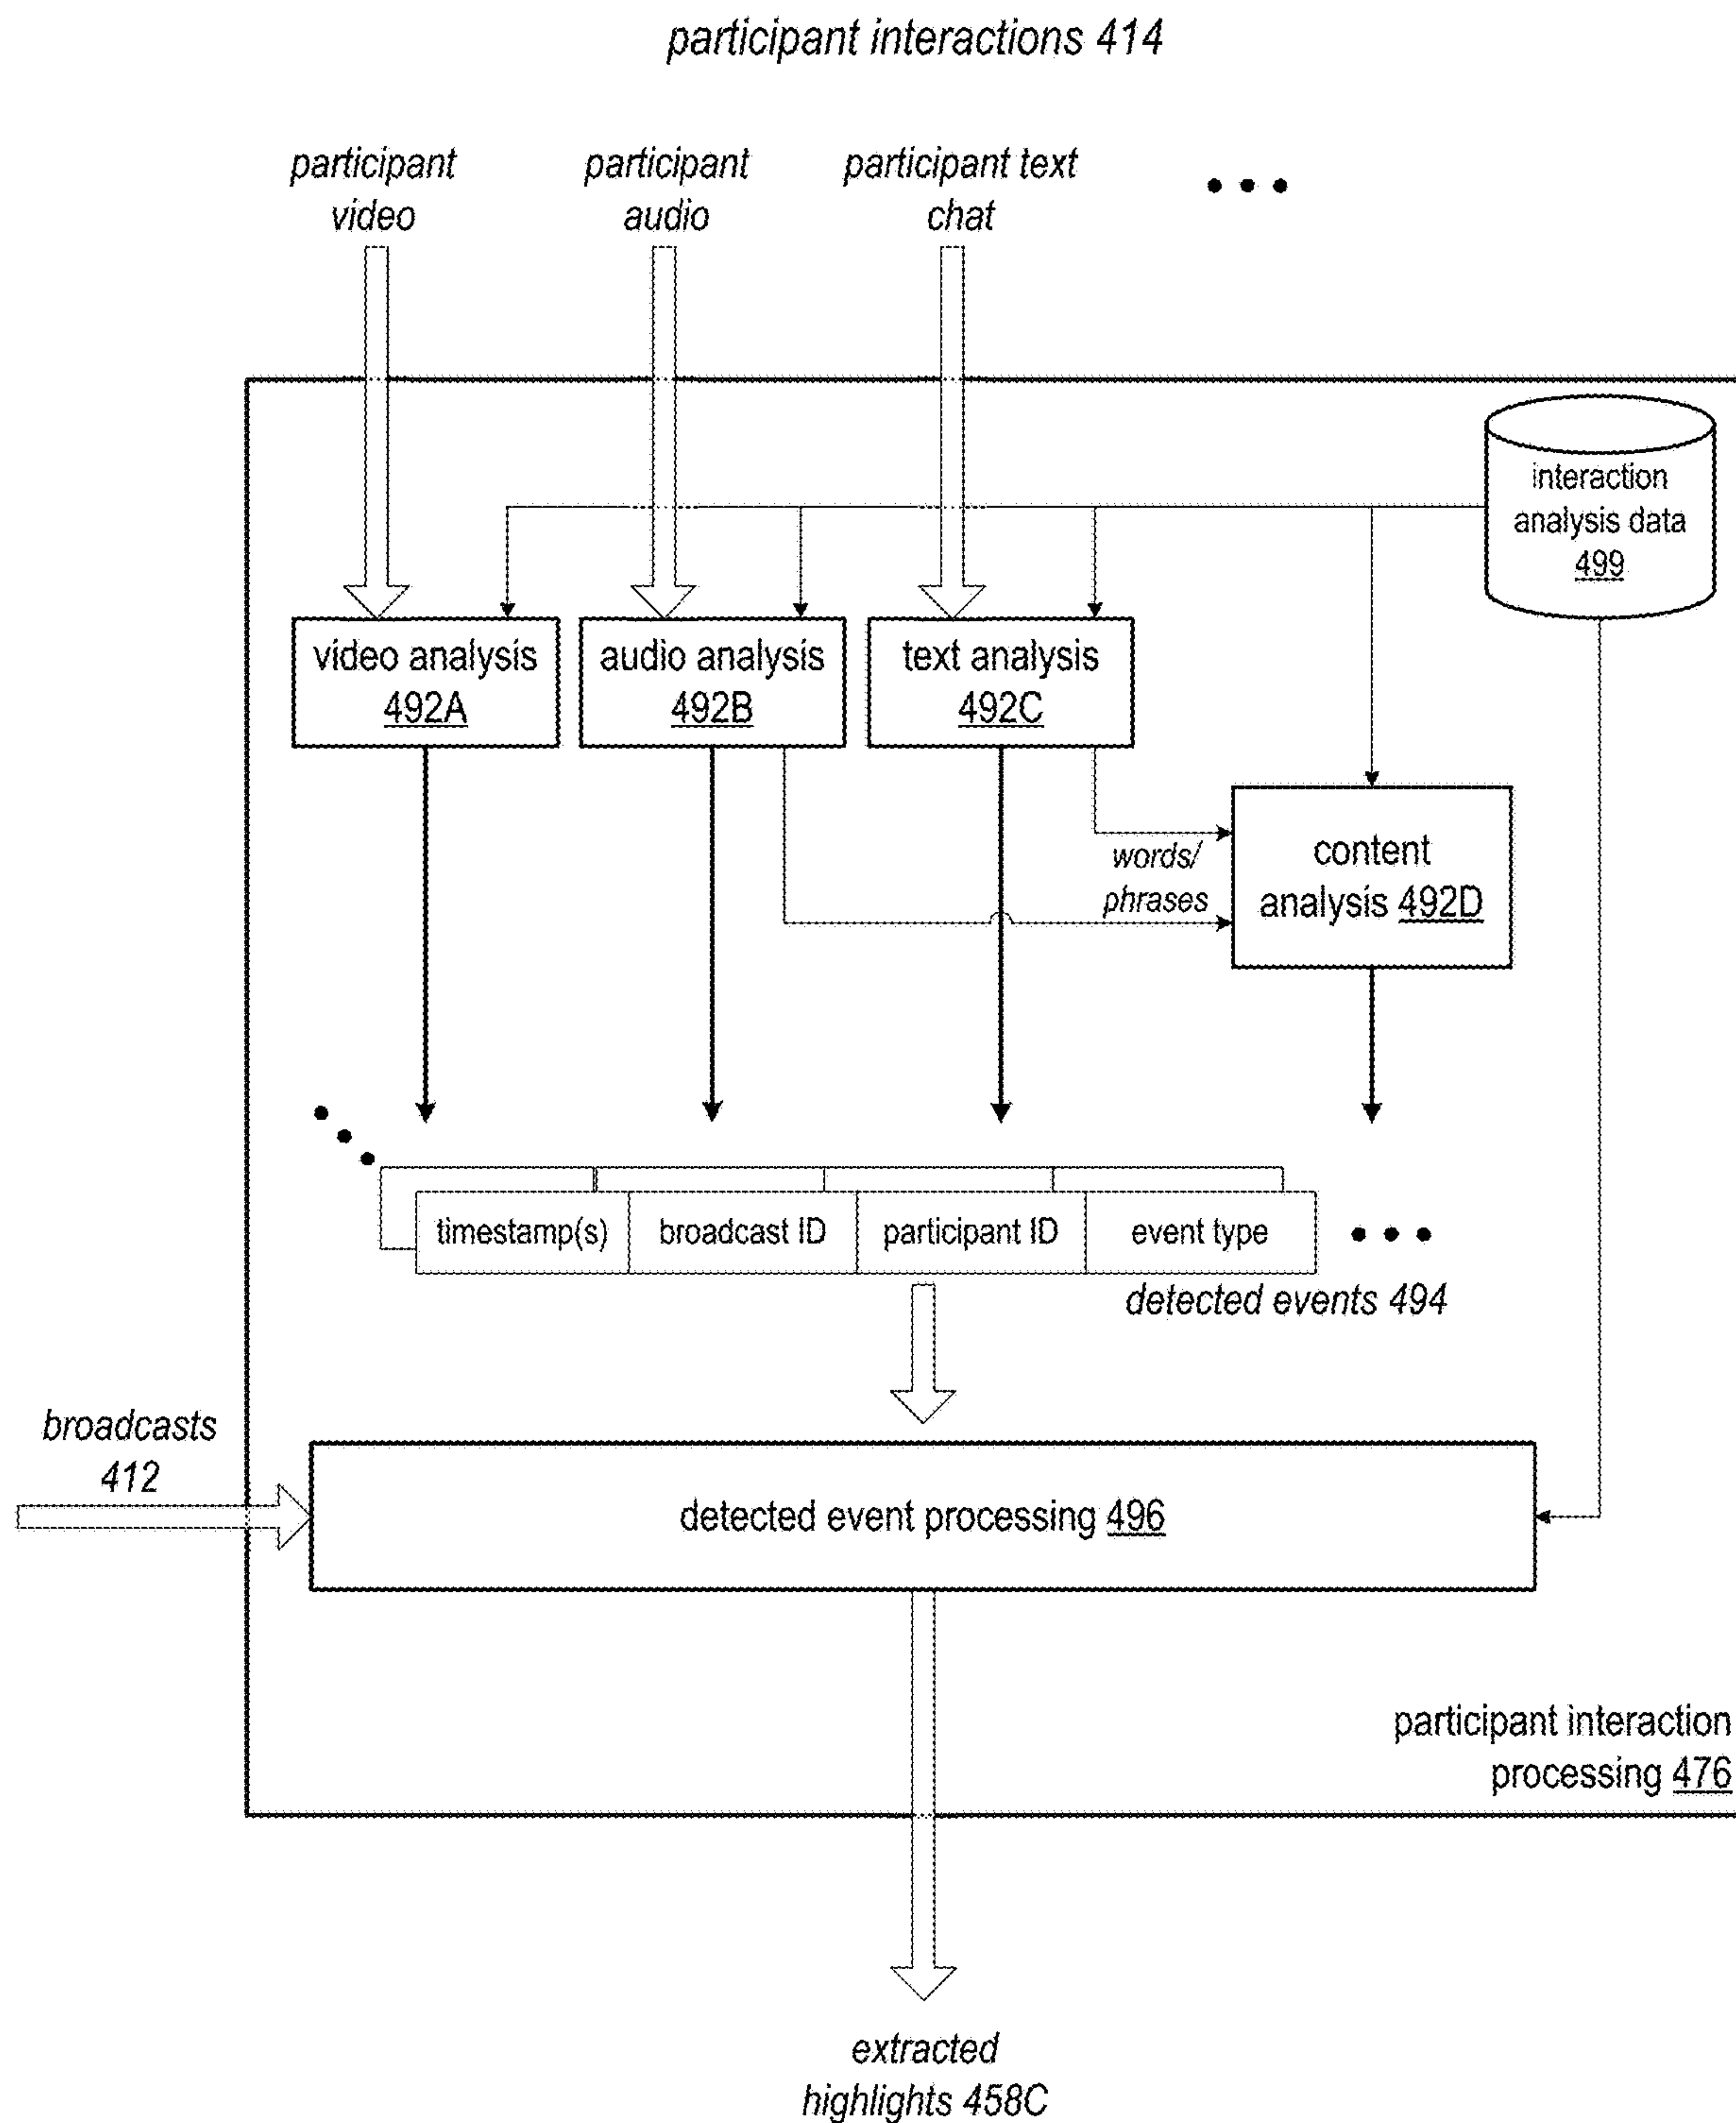 participant interactions 414
participant
video
participant
audio
participant text
chat
interaction
analysis data
499
video analysis
492A
audio analysis
492B
text analysis
492C
words/
phrases
content
analysis 492D
timestamp(s)
broadcast ID
participant ID
event type
detected events 494
broadcasts
412
detected event processing 496
participant interaction
processing 476
extracted
highlights 458C